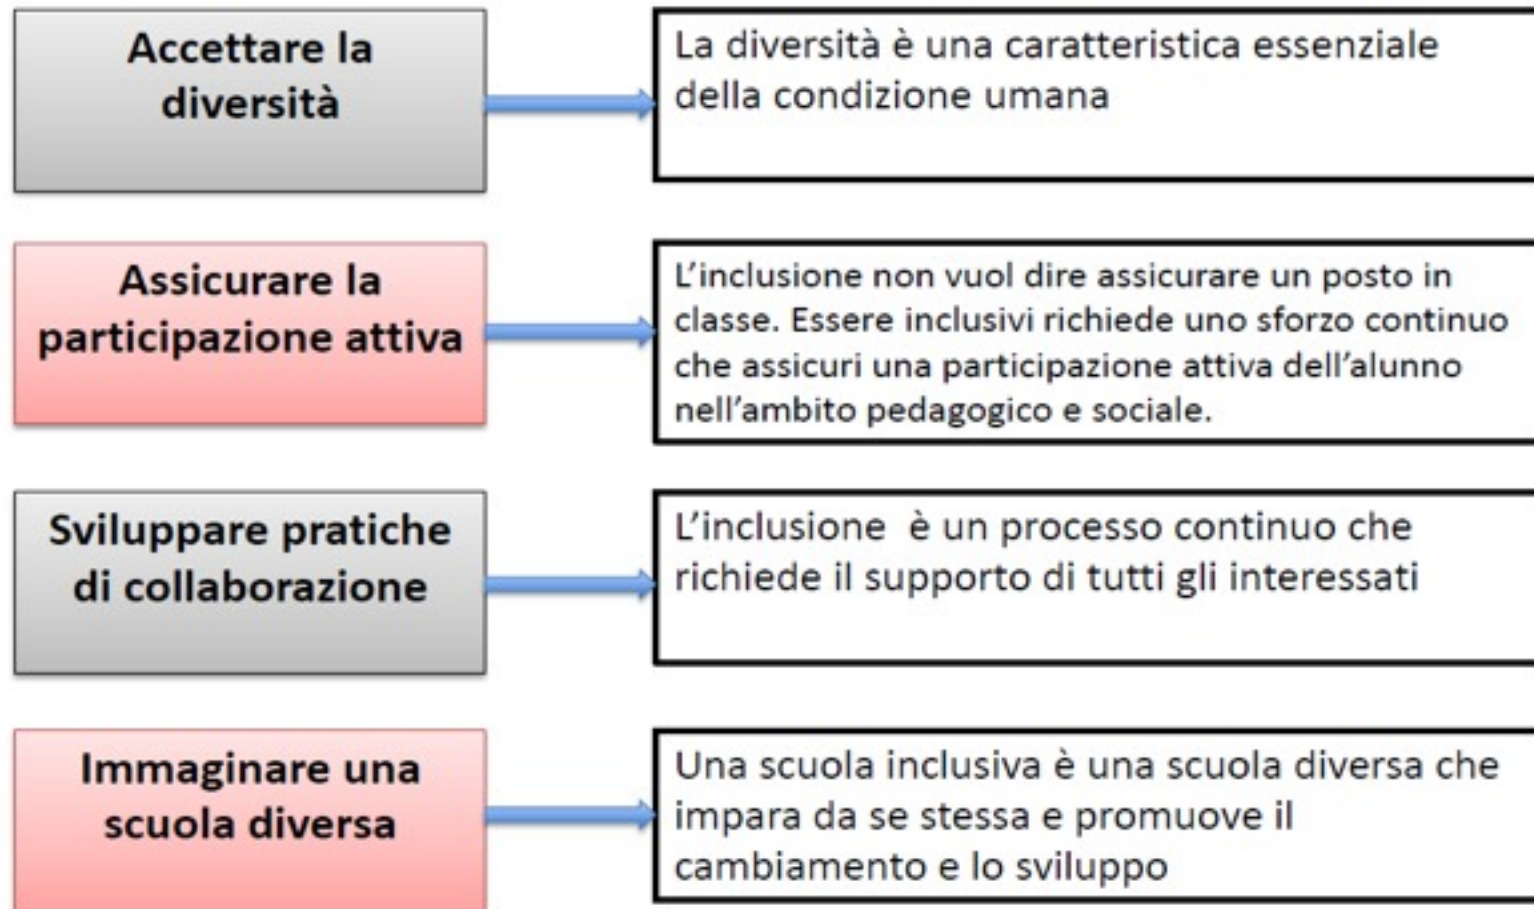 Accettare la
diversità
La diversità è una caratteristica essenziale
della condizione umana
Assicurare la
participazione attiva
L’inclusione non vuol dire assicurare un posto in
classe. Essere inclusivi richiede uno sforzo continuo
che assicuri una participazione attiva dell’alunno
nell’ambito pedagogico e sociale.
Sviluppare pratiche
di collaborazione
L’inclusione è un processo continuo che
richiede il supporto di tutti gli interessati
Immaginare una
scuola diversa
Una scuola inclusiva è una scuola diversa che
impara da se stessa e promuove il
cambiamento e lo sviluppo